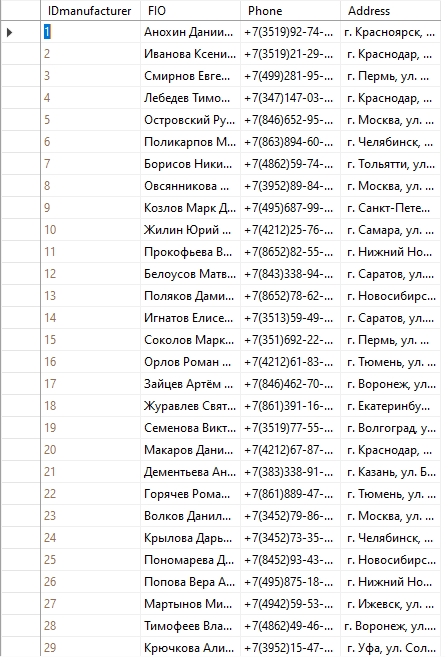 IDmanufacturer FIO Phone Address
1 Анохин Дании... +7(3519)92-74-... г. Красноярск, ...
2 Иванова Ксени... +7(3519)21-29-... г. Краснодар, ...
3 Смирнов Евге... +7(499)281-95-... г. Пермь, ул. ...
4 Лебедев Тимо... +7(347)147-03-... г. Краснодар, ...
5 Островский Ру... +7(846)652-95-... г. Москва, ул. ...
6 Поликарпов М... +7(863)894-60-... г. Челябинск, ...
7 Борисов Ники... +7(4862)59-74-... г. Тольятти, ул...
8 Овсянникова ... +7(3952)89-84-... г. Москва, ул. ...
9 Козлов Марк Д... +7(495)687-99-... г. Санкт-Пете...
10 Жилин Юрий ... +7(4212)25-76-... г. Самара, ул. ...
11 Прокофьева В... +7(8652)82-55-... г. Нижний Но...
12 Белоусов Матв... +7(843)338-94-... г. Саратов, ул....
13 Поляков Дами... +7(8652)78-62-... г. Новосибирс...
14 Игнатов Елисе... +7(3513)59-49-... г. Саратов, ул....
15 Соколов Марк... +7(351)692-22-... г. Пермь, ул. ...
16 Орлов Роман ... +7(4212)61-83-... г. Тюмень, ул. ...
17 Зайцев Артём ... +7(846)462-70-... г. Воронеж, ул...
18 Журавлев Свят... +7(861)391-16-... г. Екатеринбу...
19 Семенова Викт... +7(3519)77-55-... г. Волгоград, у...
20 Макаров Дани... +7(4212)67-87-... г. Краснодар, ...
21 Дементьева Ан... +7(383)338-91-... г. Казань, ул. Б...
22 Горячев Рома... +7(861)889-47-... г. Тюмень, ул. ...
23 Волков Данил... +7(3452)79-86-... г. Москва, ул. ...
24 Крылова Дарь... +7(3452)73-35-... г. Челябинск, ...
25 Пономарева Д... +7(8452)93-43-... г. Новосибирс...
26 Попова Вера А... +7(495)875-18-... г. Нижний Но...
27 Мартынов Ми... +7(4942)59-53-... г. Ижевск, ул. ...
28 Тимофеев Вла... +7(4862)49-46-... г. Воронеж, ул....
29 Крючкова Али... +7(3952)15-47-... г. Уфа, ул. Сол...